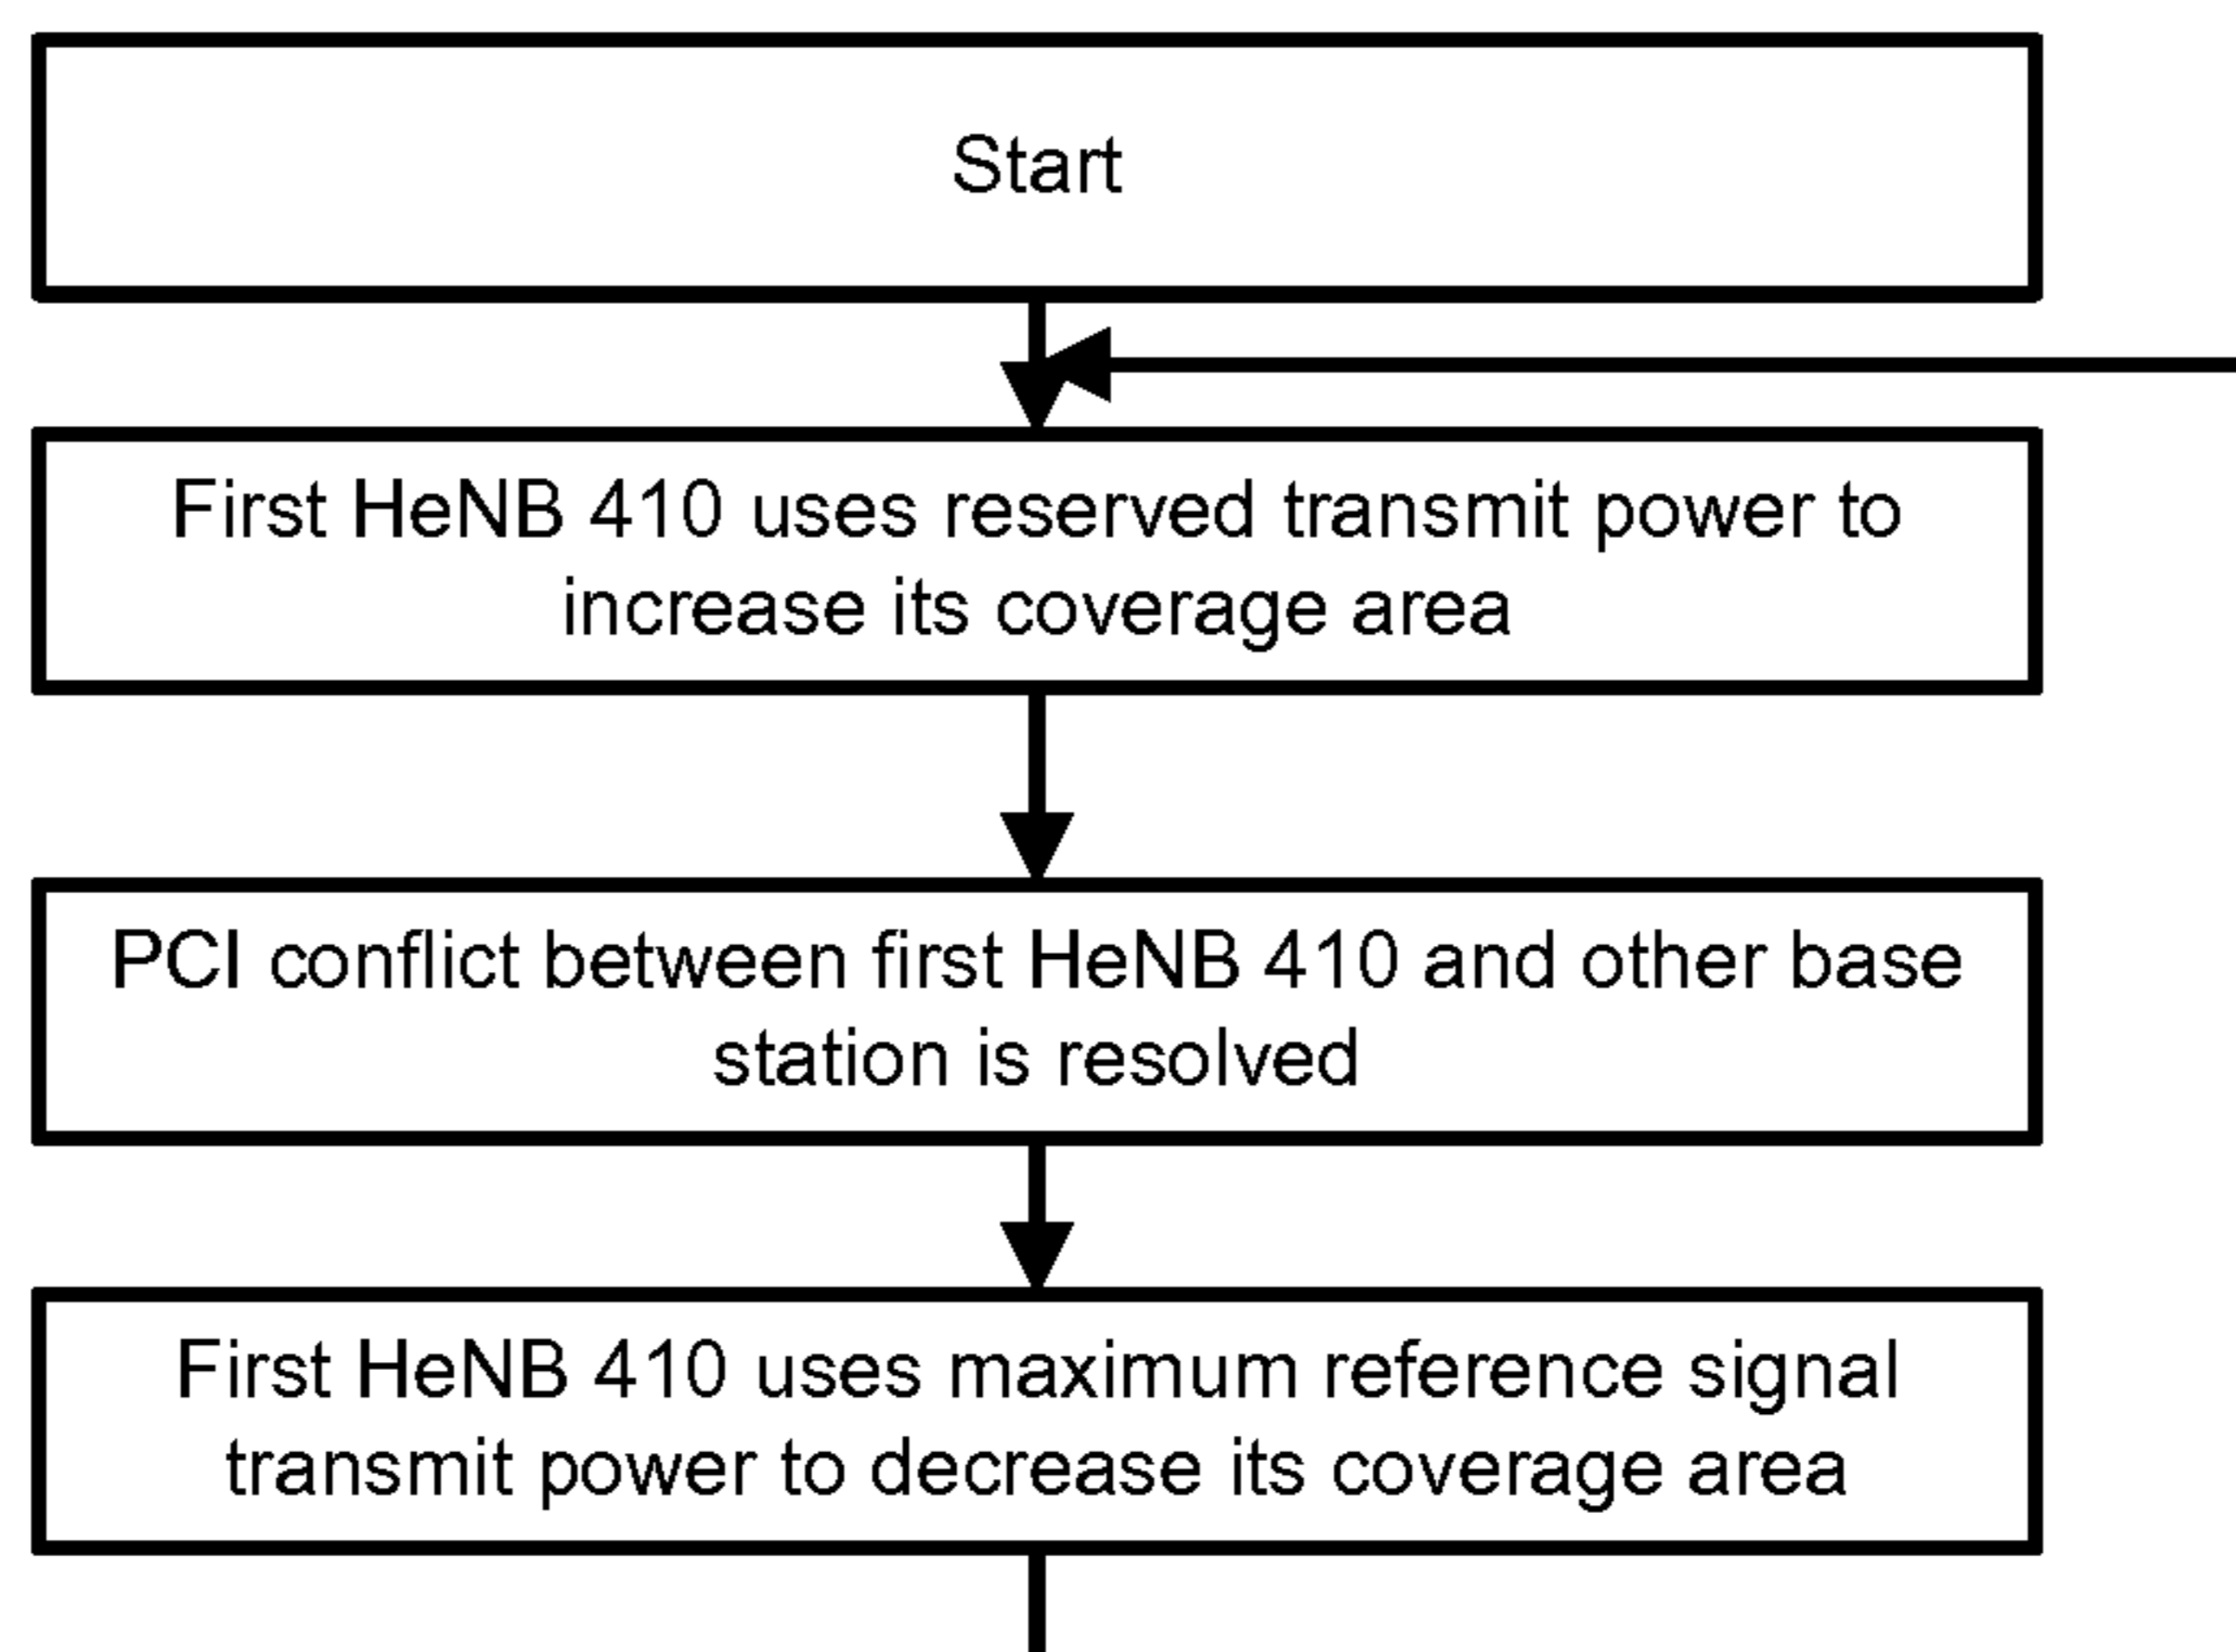 Start
First HeNB 410 uses reserved transmit power to
increase its coverage area
PCI conflict between first HeNB 410 and other base
station is resolved
First HeNB 410 uses maximum reference signal
transmit power to decrease its coverage area